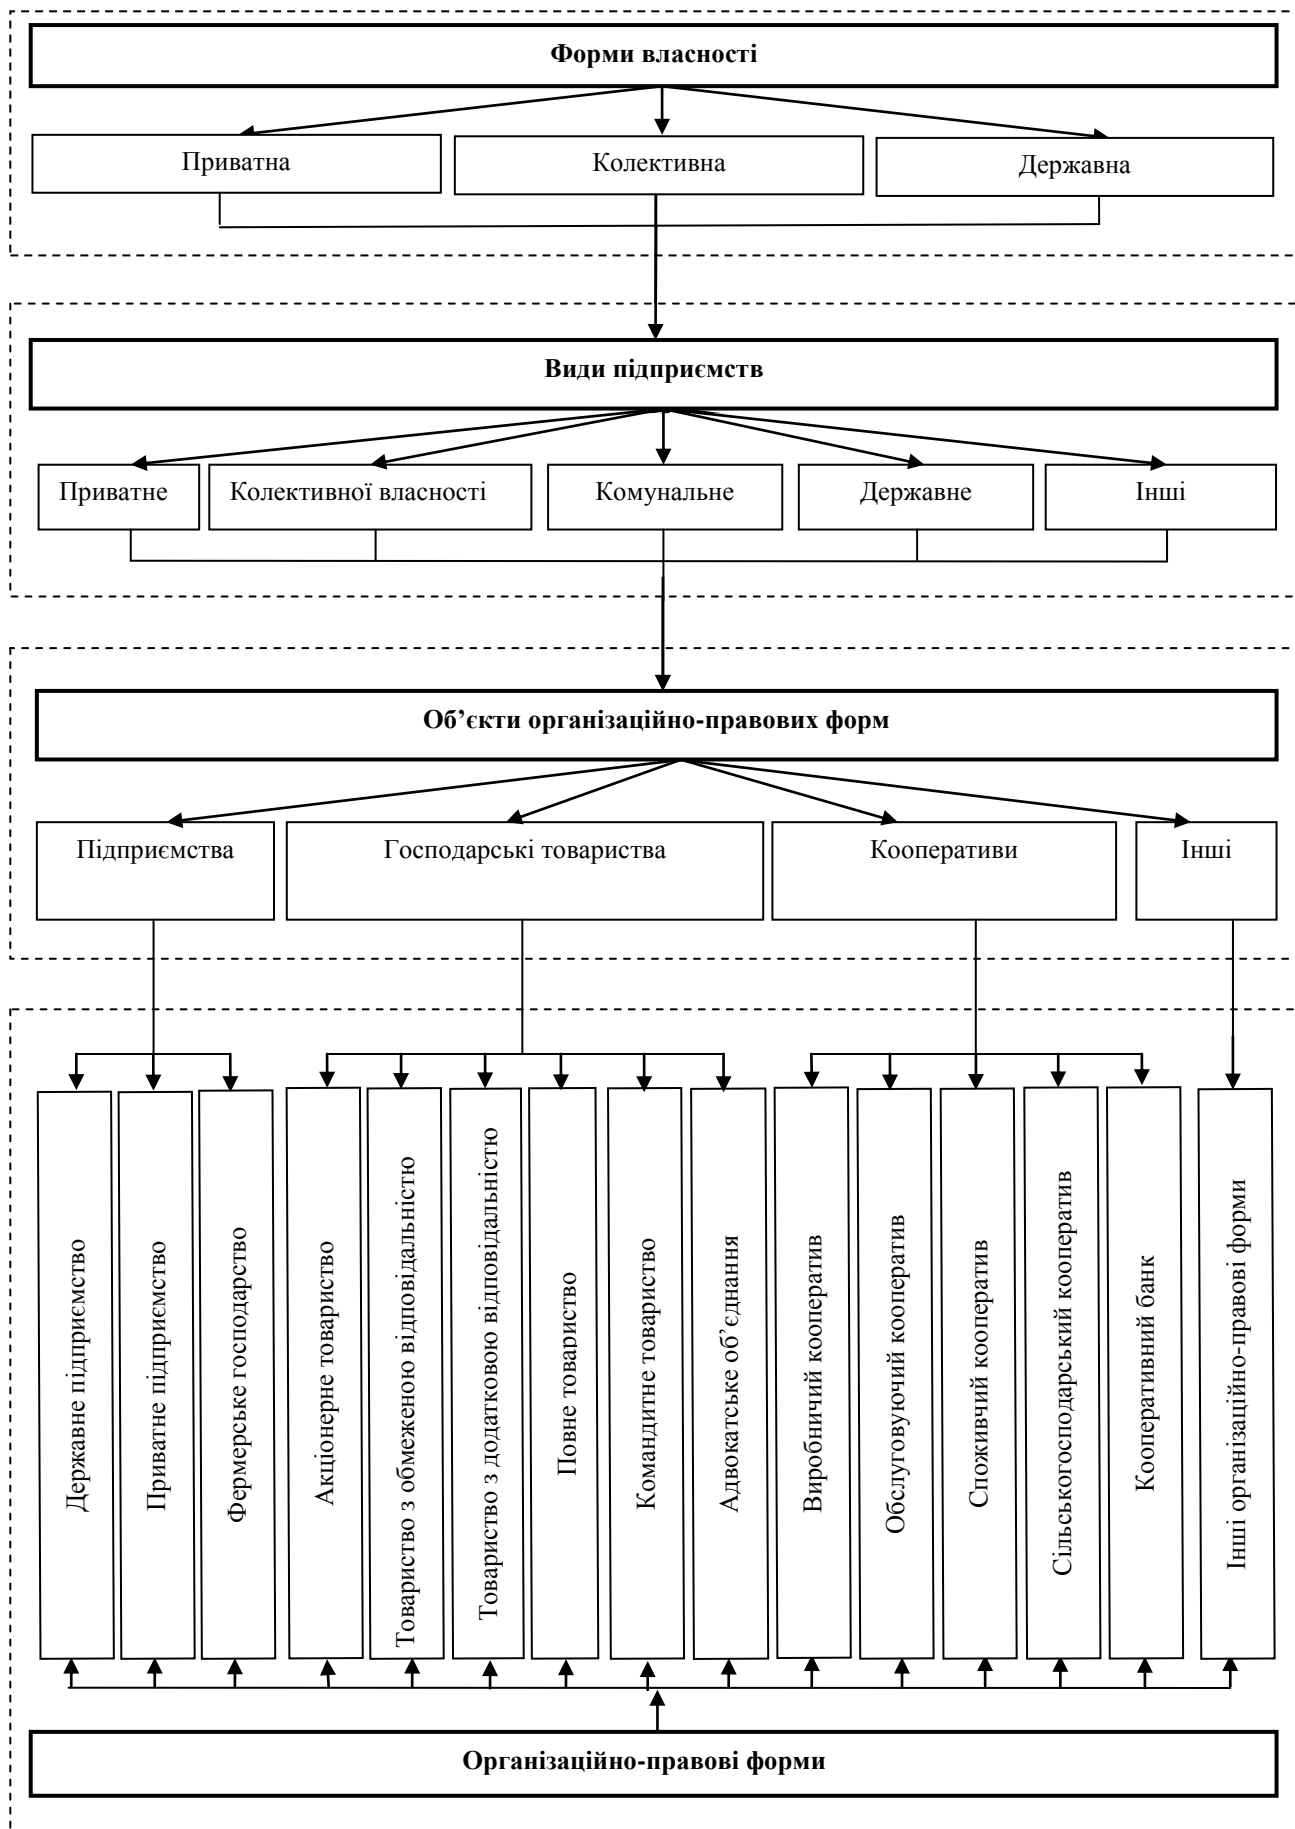 Форми власності
Приватна
Колективна
Державна
Види підприємств
Приватне
Колективної власності
Комунальне
Державне
Інші
Об’єкти організаційно-правових форм
Підприємства
Господарські товариства
Кооперативи
Інші
Державне підприємство
Приватне підприємство
Фермерське господарство
Акціонерне товариство
Товариство з обмеженою відповідальністю
Товариство з додатковою відповідальністю
Повне товариство
Командитне товариство
Адвокатське об’єднання
Виробничий кооператив
Обслуговуючий кооператив
Споживчий кооператив
Сільськогосподарський кооператив
Кооперативний банк
Інші організаційно-правові форми
Організаційно-правові форми